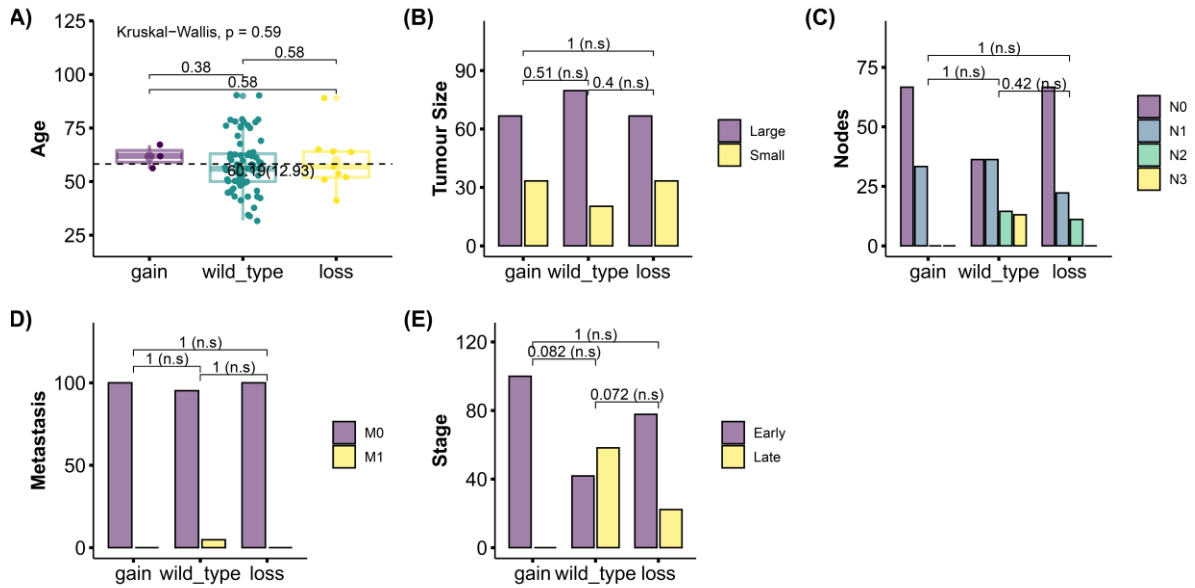 A)
Kruskal−Wallis, p = 0.59
0.58
0.38
0.58
60.19(12.93)
Age
125
100
75
50
25
gain wild_type loss
(B)
1 (n.s)
0.51 (n.s)
0.4 (n.s)
Tumour Size
90
60
30
0
gain wild_type loss
Large
Small
(C)
1 (n.s)
1 (n.s)
0.42 (n.s)
Nodes
75
50
25
0
gain wild_type loss
N0
N1
N2
N3
D)
1 (n.s)
1 (n.s)
1 (n.s)
Metastasis
100
50
0
gain wild_type loss
M0
M1
(E)
1 (n.s)
0.082 (n.s)
0.072 (n.s)
Stage
120
80
40
0
gain wild_type loss
Early
Late